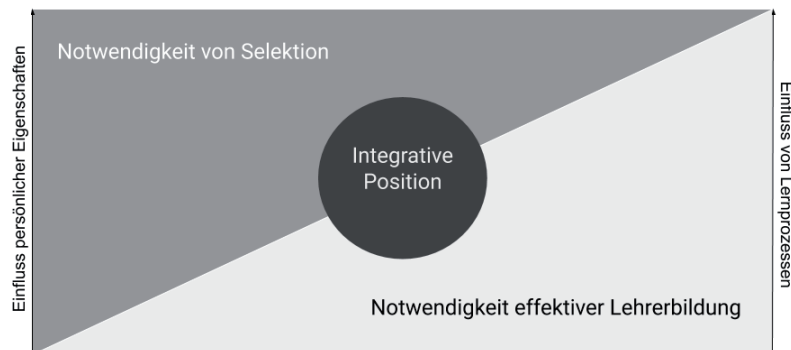 Notwendigkeit von Selektion
Einfluss persönlicher Eigenschaften
Integrative
Position
Einfluss von Lernprozessen
Notwendigkeit effektiver Lehrerbildung